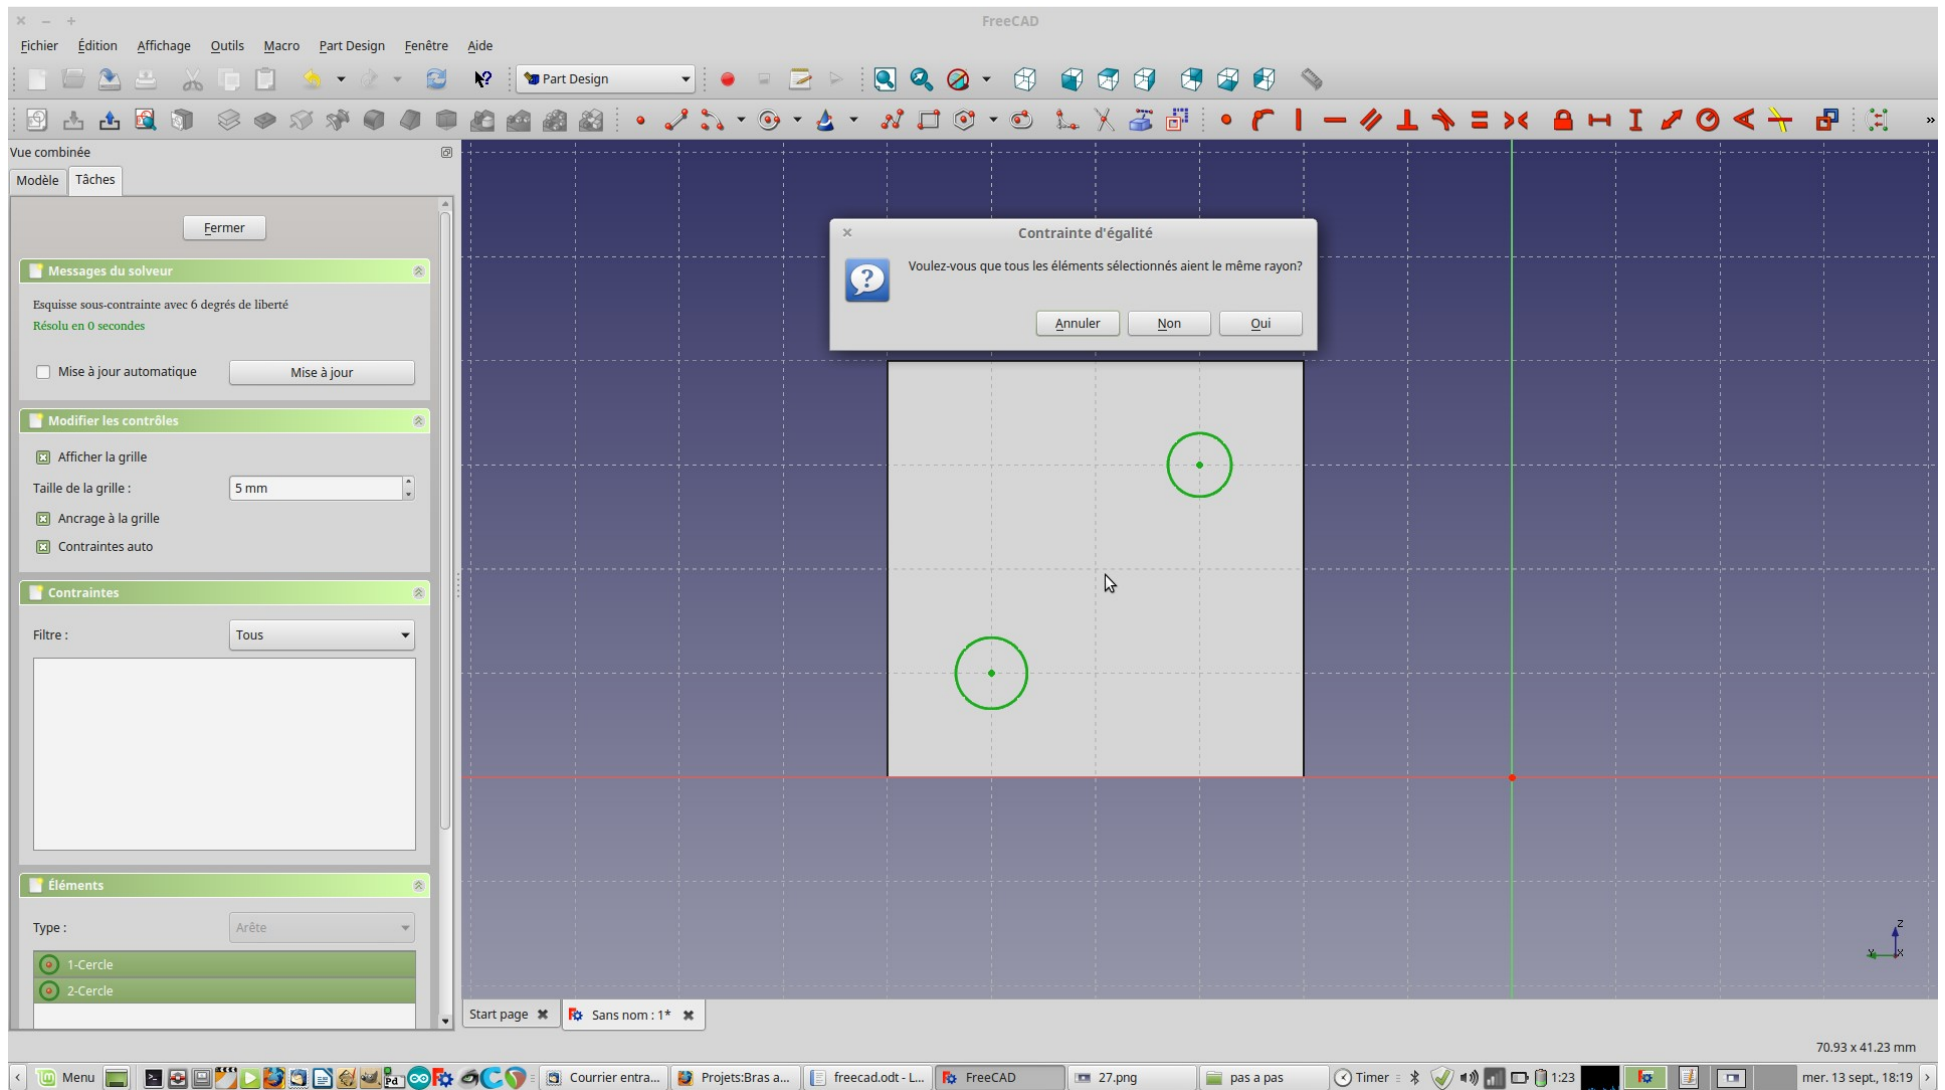 FreeCAD
Fichier Édition Affichage Outils Macro Part Design Fenêtre Aide
Part Design
»
Vue combinée
Modèle Tâches
Fermer
Messages du solveur
Esquisse sous-contrainte avec 6 degrés de liberté
Résolu en 0 secondes
Mise à jour automatique
Mise à jour
Modifier les contrôles
Afficher la grille
Taille de la grille :
5 mm
Ancrage à la grille
Contraintes auto
Contraintes
Filtre :
Tous
Éléments
Type :
Arête
1-Cercle
2-Cercle
Contrainte d'égalité
Voulez-vous que tous les éléments sélectionnés aient le même rayon?
Annuler
Non
Oui
Z
Y
X
Start page
Sans nom : 1*
70.93 x 41.23 mm
Menu
Pd
Courrier entra...
Projets:Bras a...
freecad.odt - L...
FreeCAD
27.png
pas a pas
Timer
1:23
mer. 13 sept., 18:19